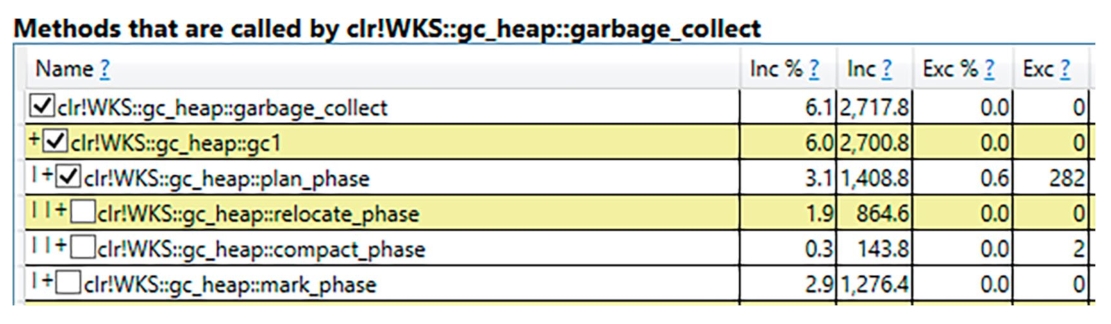 Methods that are called by clr!WKS::gc_heap::garbage_collect
Name ? Inc % ? Inc ? Exc % ? Exc ?
clr!WKS::gc_heap::garbage_collect 6.1 2,717.8 0.0 0
+ clr!WKS::gc_heap::gc1 6.0 2,700.8 0.0 0
|+ clr!WKS::gc_heap::plan_phase 3.1 1,408.8 0.6 282
||+ clr!WKS::gc_heap::relocate_phase 1.9 864.6 0.0 0
||+ clr!WKS::gc_heap::compact_phase 0.3 143.8 0.0 2
|+ clr!WKS::gc_heap::mark_phase 2.9 1,276.4 0.0 0